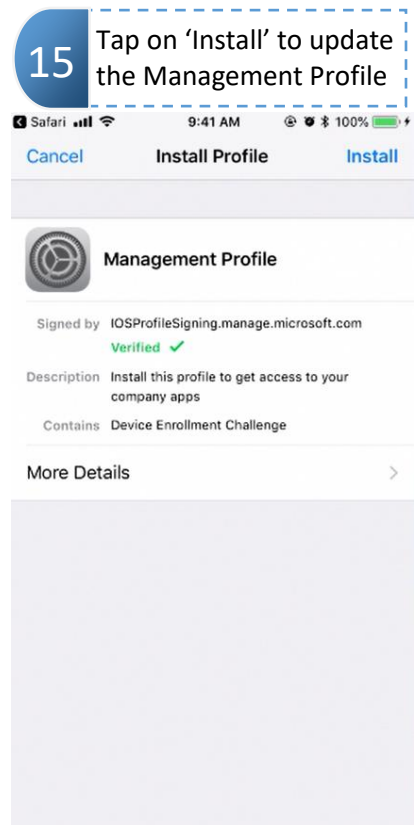 15
Tap on ‘Install’ to update
the Management Profile
Safari 9:41 AM 100%
Cancel Install Profile Install
Management Profile
Signed by IOSProfileSigning.manage.microsoft.com
Verified ✓
Description Install this profile to get access to your
company apps
Contains Device Enrollment Challenge
More Details